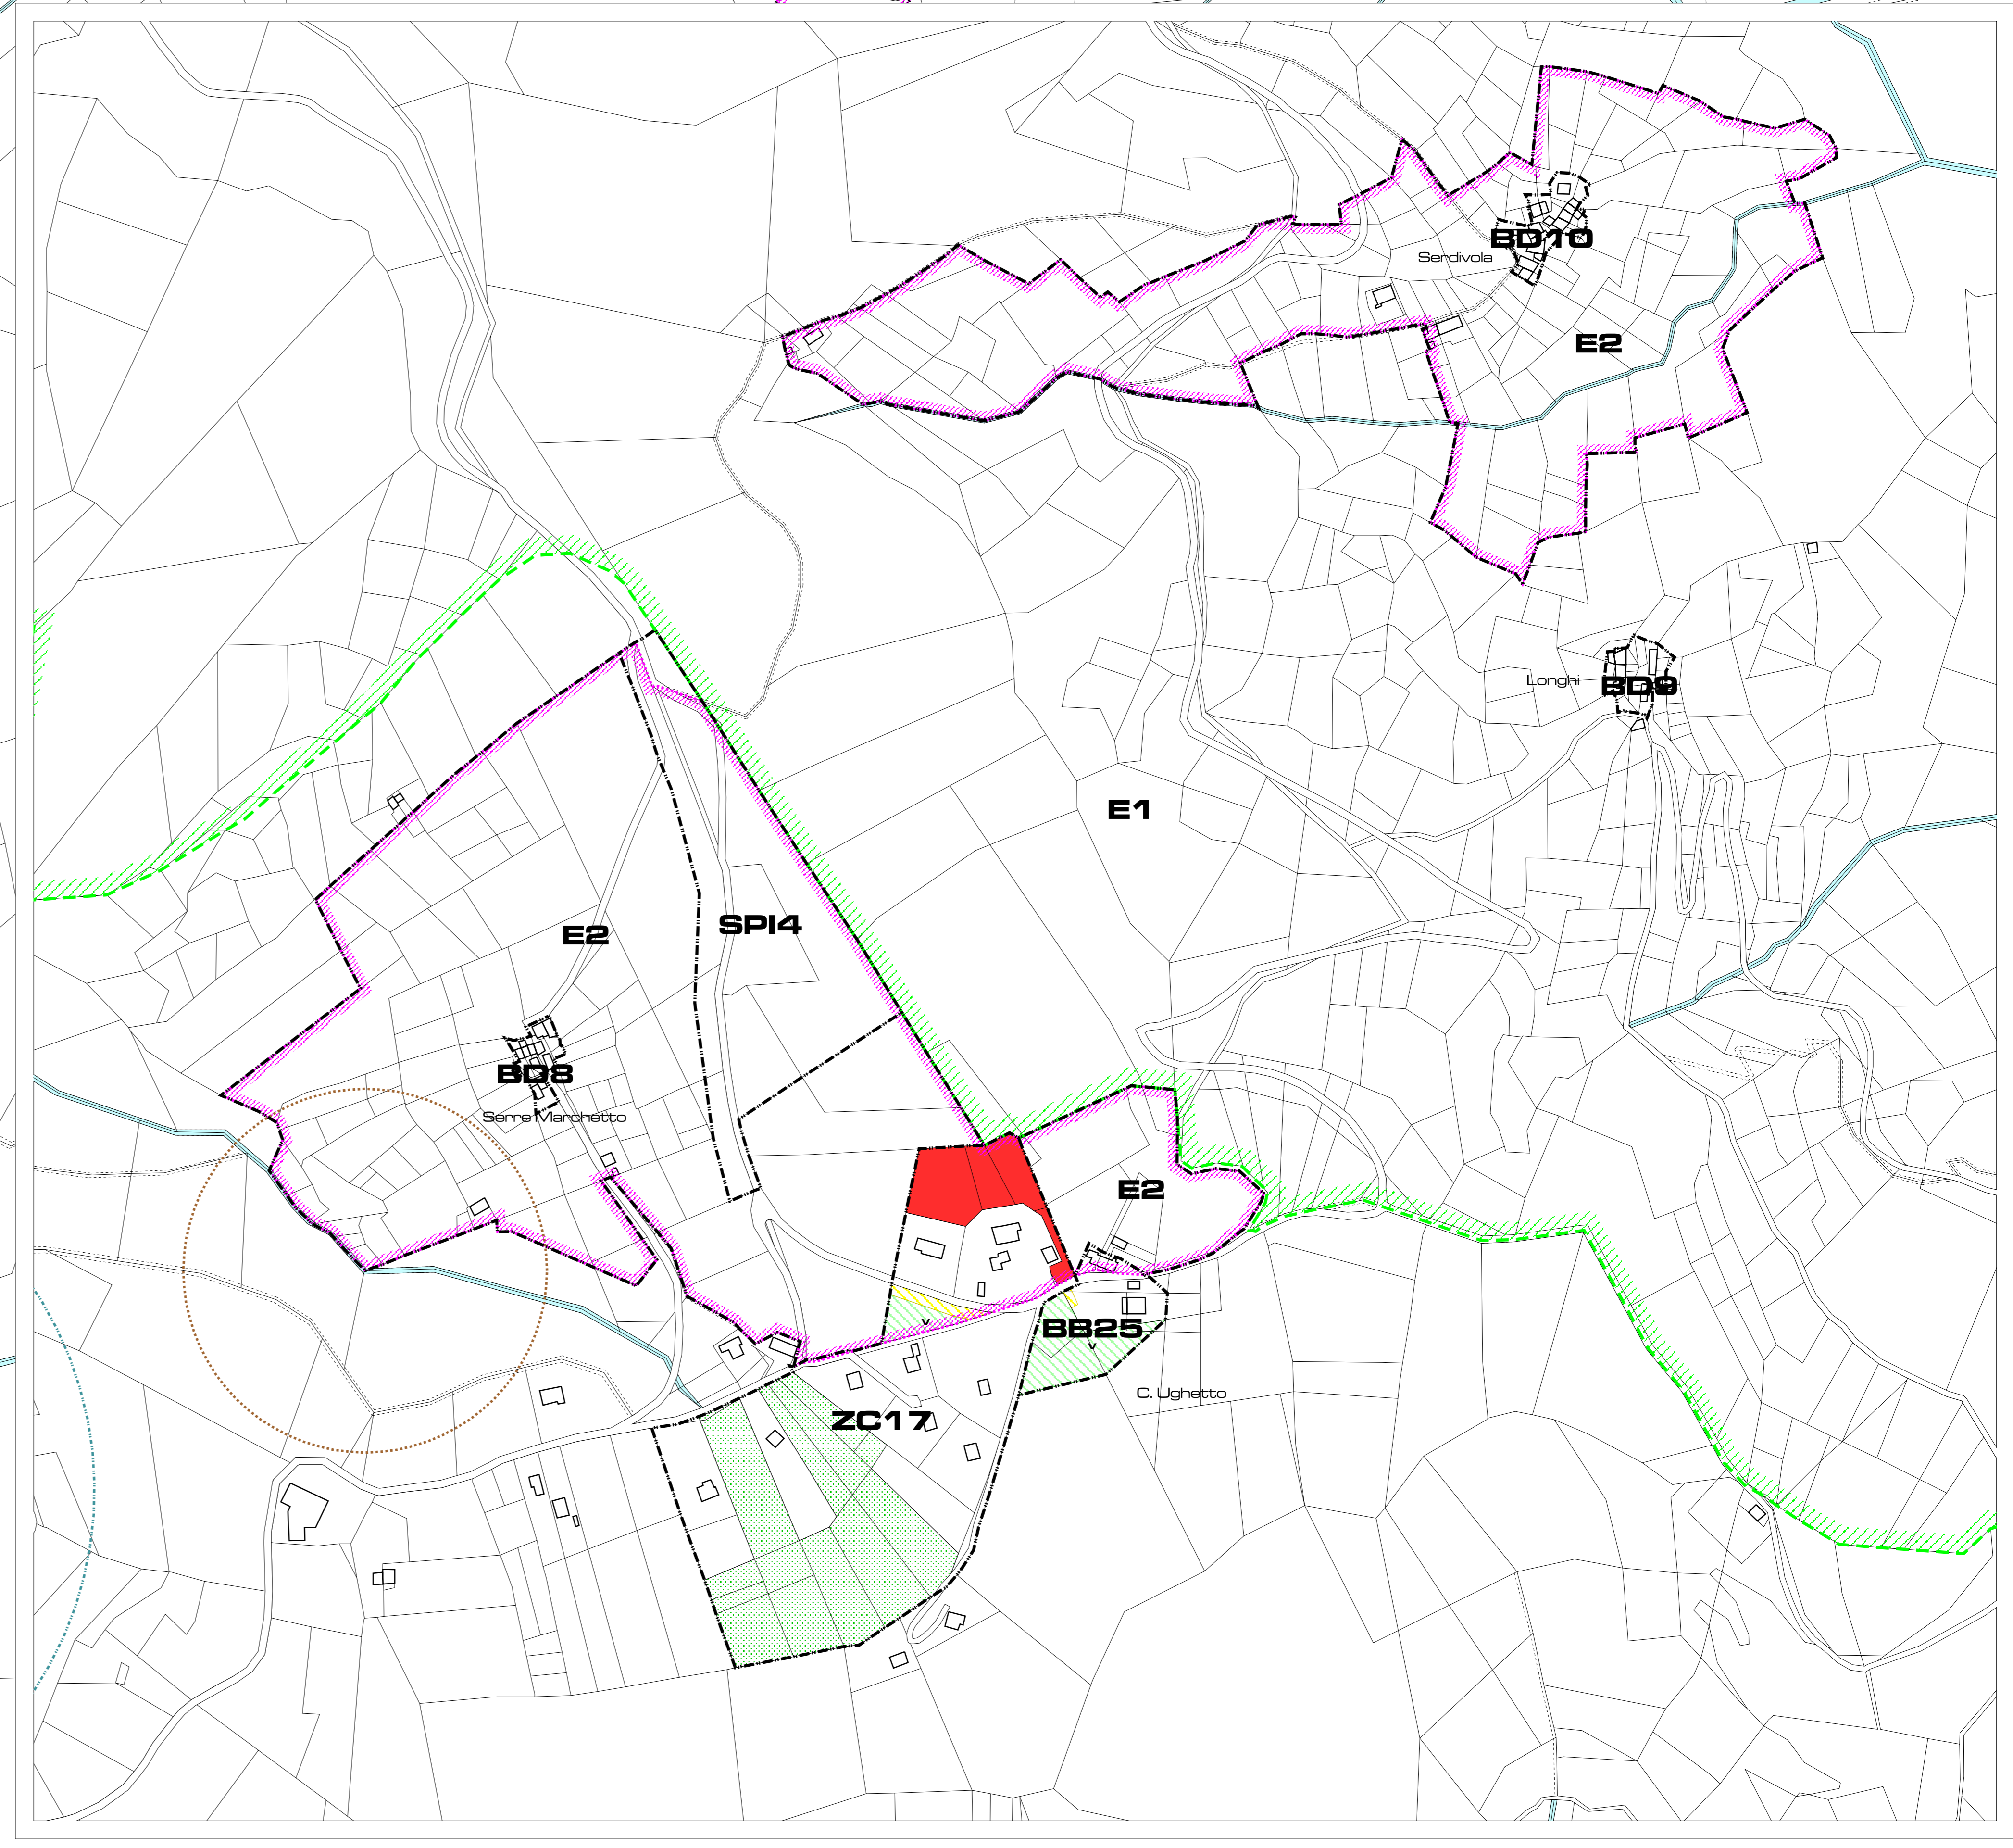 BD10
Serdivola
E2
Longhi
BD9
E1
SPI4
E2
BD8
Serre Marchetto
E2
v
BB25
v
C. Ughetto
ZC17